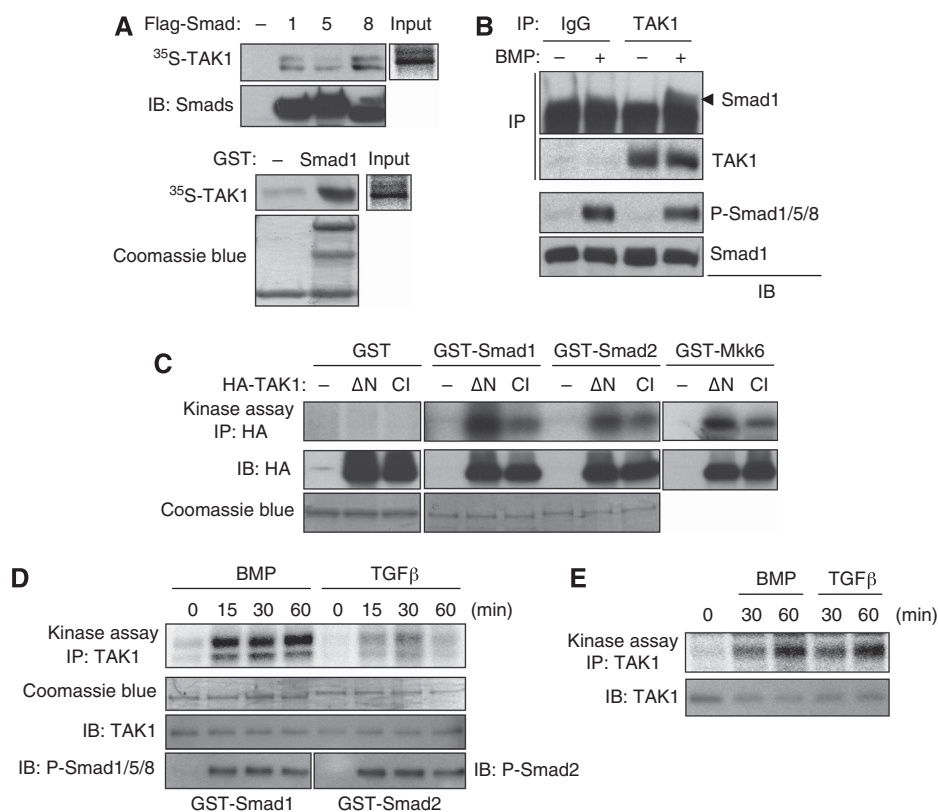 A
Flag-Smad: – 1 5 8 Input
³⁵S-TAK1
IB: Smads
GST: – Smad1 Input
³⁵S-TAK1
Coomassie blue
B
IP: IgG TAK1
BMP: – + – +
IP
Smad1
TAK1
P-Smad1/5/8
Smad1
IB
C
GST GST-Smad1 GST-Smad2 GST-Mkk6
HA-TAK1: – ΔN CI – ΔN CI – ΔN CI – ΔN CI
Kinase assay
IP: HA
IB: HA
Coomassie blue
D
BMP TGFβ
0 15 30 60 0 15 30 60 (min)
Kinase assay
IP: TAK1
Coomassie blue
IB: TAK1
IB: P-Smad1/5/8 IB: P-Smad2
GST-Smad1 GST-Smad2
E
BMP TGFβ
0 30 60 30 60 (min)
Kinase assay
IP: TAK1
IB: TAK1